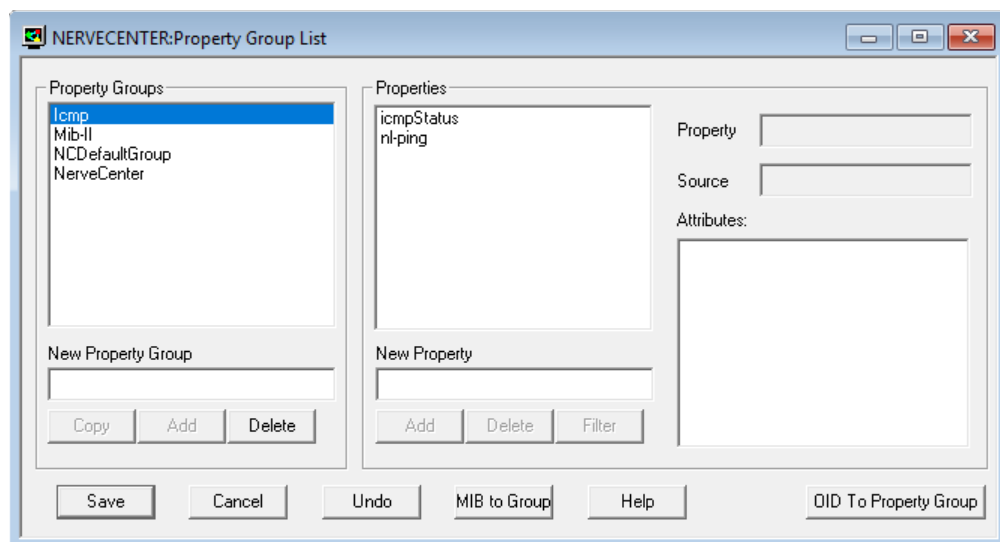 NERVECENTER:Property Group List
Property Groups
Icmp
Mib-II
NCDefaultGroup
NerveCenter
New Property Group
Copy Add Delete
Properties
icmpStatus
nl-ping
New Property
Add Delete Filter
Property
Source
Attributes:
Save Cancel Undo MIB to Group Help OID To Property Group